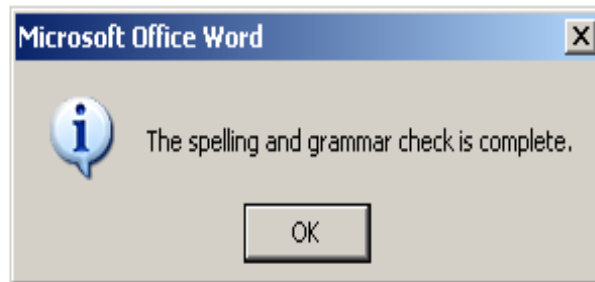 Microsoft Office Word
The spelling and grammar check is complete.
OK